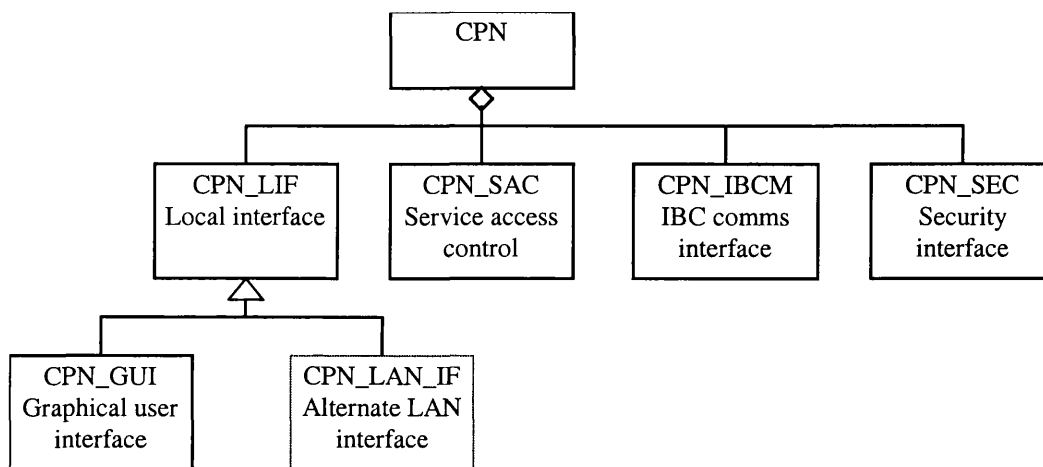 CPN
CPN_LIF
Local interface
CPN_SAC
Service access
control
CPN_IBCM
IBC comms
interface
CPN_SEC
Security
interface
CPN_GUI
Graphical user
interface
CPN_LAN_IF
Alternate LAN
interface